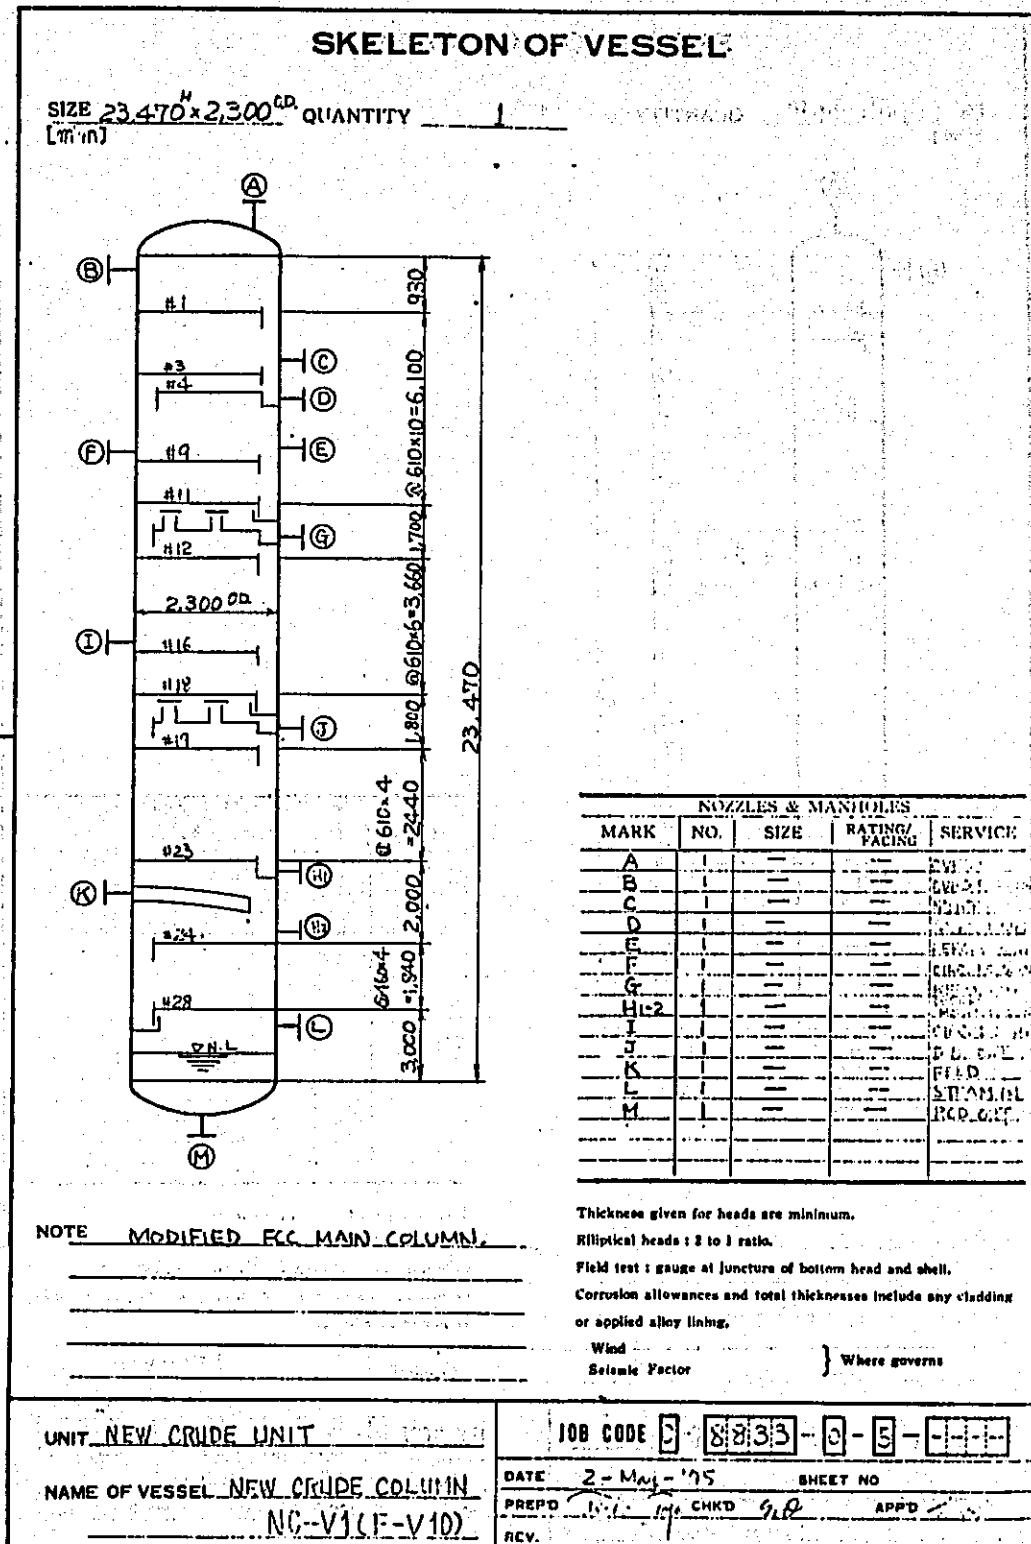 SKELETON OF VESSEL
SIZE 23,470 H x 2,300 O.D. QUANTITY 1
[mm]
A
B
930
#1
C
#3
#4
D
@ 610x10=6,100
F
E
#9
#11
1,700
G
#12
@610x6=3,660
2,300 OD.
I
#16
#18
23.470
1,800
J
#19
@ 610x4
=2440
#23
H1
K
2,000
H2
#24
=1,840
#28
L
3,000
M
NOZZLES & MANHOLES
MARK NO. SIZE RATING/FACING SERVICE
A 1 — —
B 1 — —
C 1 — —
D 1 — —
E 1 — —
F 1 — —
G 1 — —
H1-2 — —
I 1 — —
J 1 — —
K 1 — — FEED
L 1 — — STEAM
M 1 — —
NOTE MODIFIED FCC MAIN COLUMN.
Thickness given for heads are minimum.
Elliptical heads : 2 to 1 ratio.
Field test : gauge at juncture of bottom head and shell.
Corrosion allowances and total thicknesses include any cladding
or applied alloy lining.
Wind
Seismic Factor } Where governs
UNIT NEW CRUDE UNIT
JOB CODE 0-8833-0-5-
NAME OF VESSEL NEW CRUDE COLUMN
NC-V1 (F-V10)
DATE 2-May-'75 SHEET NO
PREP'D CHK'D APP'D
REV.